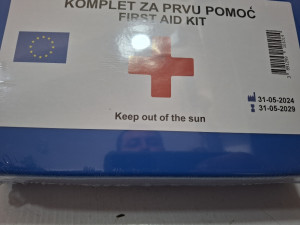 KOMPLET ZA PRVU POMOĆ
FIRST AID KIT
Keep out of the sun
31-05-2024
31-05-2029